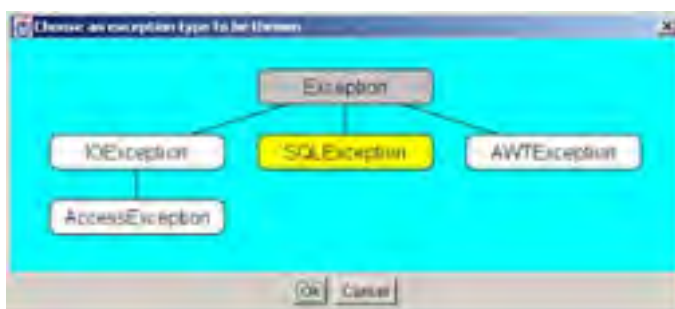 Choose an exception type to be thrown
Exception
IOException SQLException AWTException
AccessException
Ok Cancel